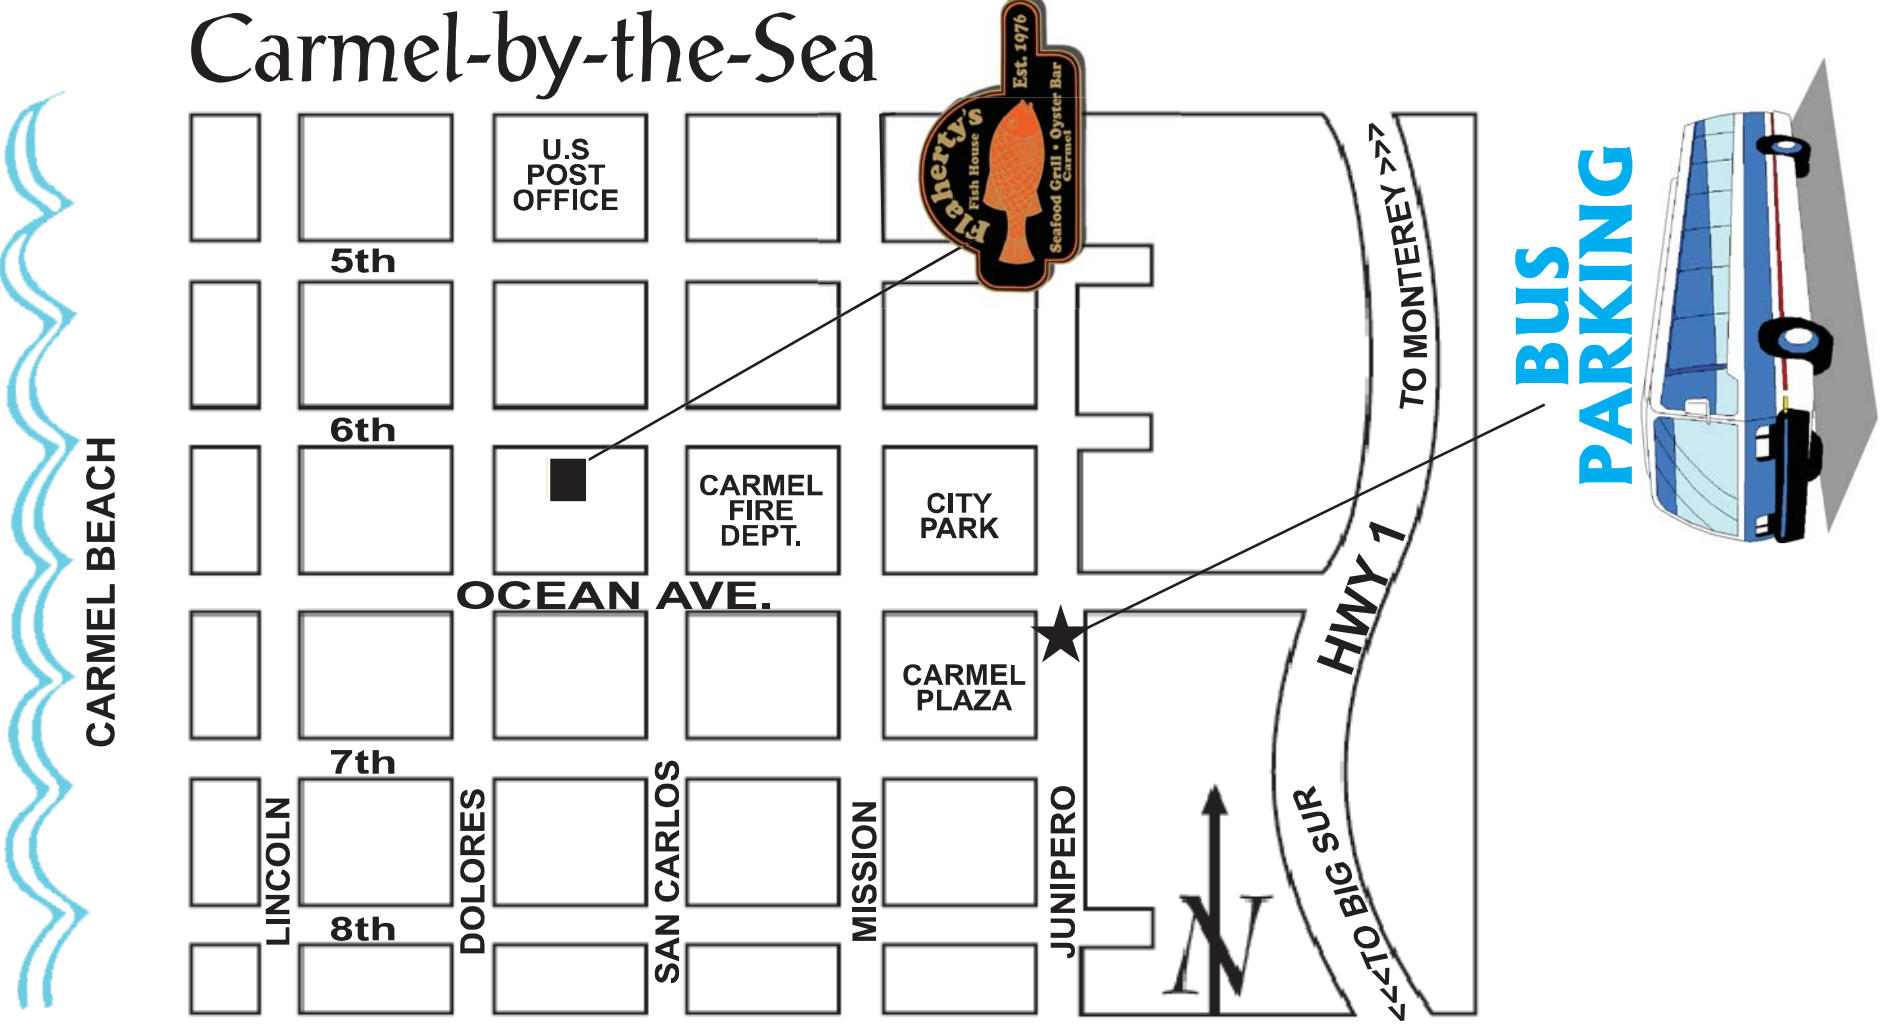 Carmel-by-the-Sea
Est. 1976
Flaherty's
Fish House
Seafood Grill • Oyster Bar
Carmel
U.S
POST
OFFICE
5th
6th
CARMEL
FIRE
DEPT.
CITY
PARK
OCEAN AVE.
CARMEL
PLAZA
7th
8th
CARMEL BEACH
LINCOLN
DOLORES
SAN CARLOS
MISSION
JUNIPERO
TO MONTEREY >>>
HWY 1
<<<TO BIG SUR
BUS
PARKING
N